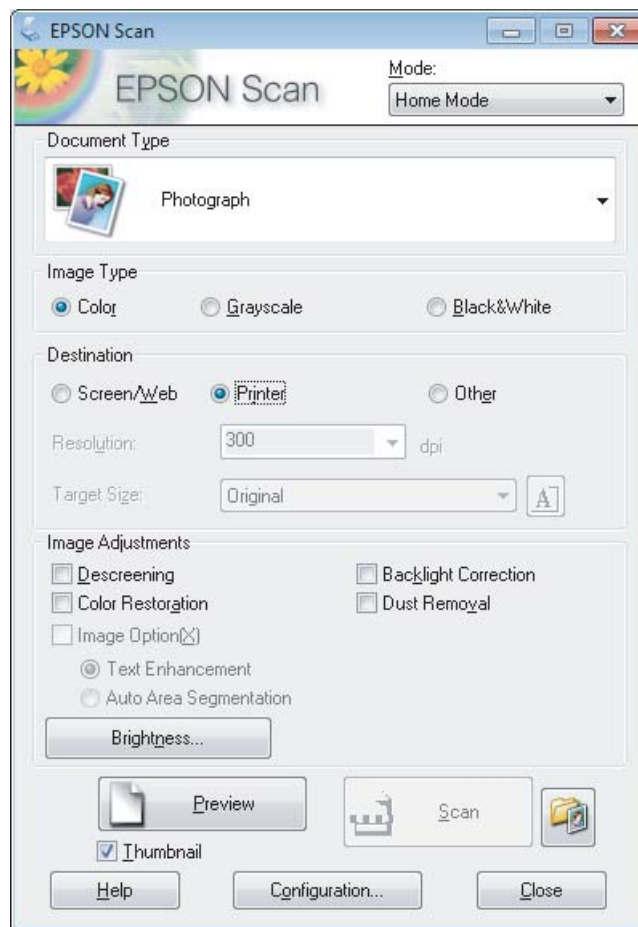 EPSON Scan
EPSON Scan
Mode:
Home Mode
Document Type
Photograph
Image Type
Color Grayscale Black&White
Destination
Screen/Web Printer Other
Resolution: 300 dpi
Target Size: Original A
Image Adjustments
Descreening Backlight Correction
Color Restoration Dust Removal
Image Option(X)
Text Enhancement
Auto Area Segmentation
Brightness...
Preview Scan
Thumbnail
Help Configuration... Close